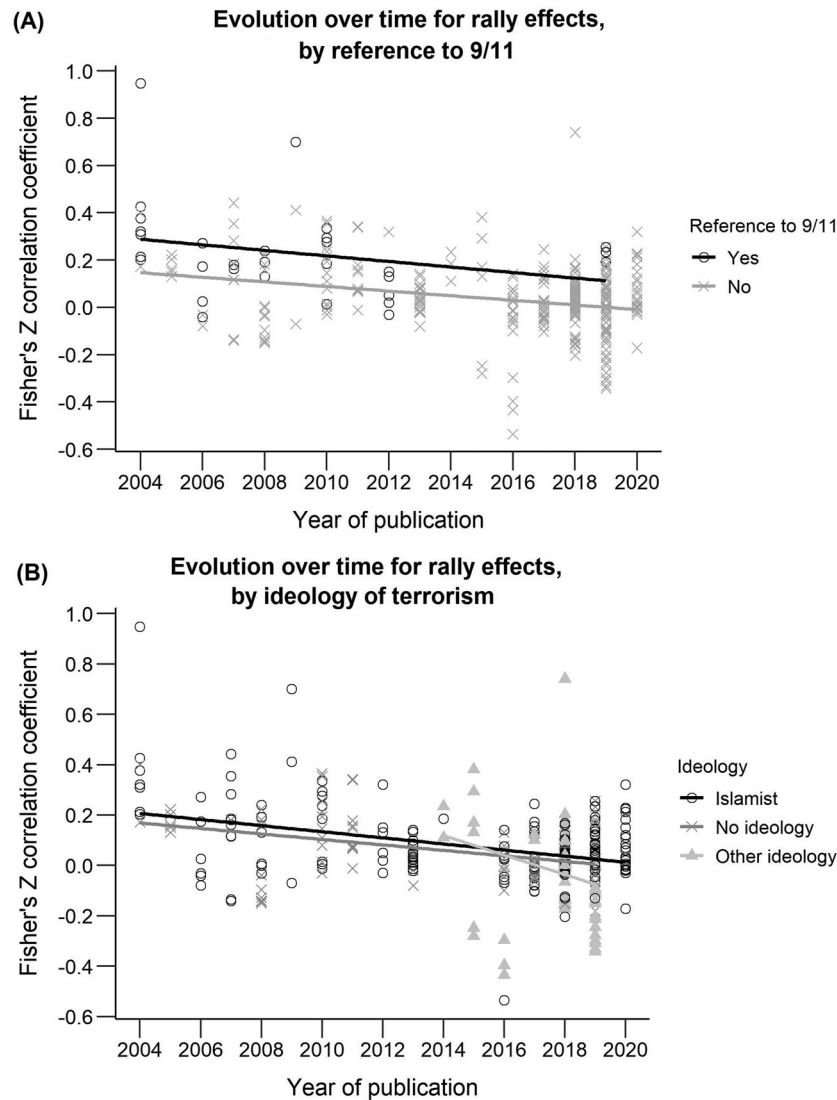 (A)
Evolution over time for rally effects,
by reference to 9/11
Fisher's Z correlation coefficient
1.0
0.8
0.6
0.4
0.2
0.0
-0.2
-0.4
-0.6
2004 2006 2008 2010 2012 2014 2016 2018 2020
Year of publication
Reference to 9/11
Yes
No
(B)
Evolution over time for rally effects,
by ideology of terrorism
Fisher's Z correlation coefficient
1.0
0.8
0.6
0.4
0.2
0.0
-0.2
-0.4
-0.6
2004 2006 2008 2010 2012 2014 2016 2018 2020
Year of publication
Ideology
Islamist
No ideology
Other ideology